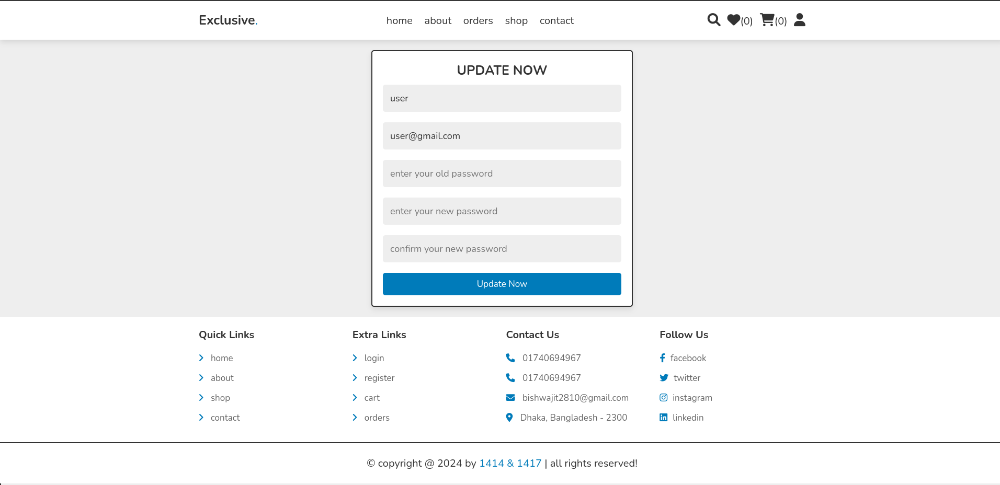 Exclusive.
home about orders shop contact
(0) (0)
UPDATE NOW
user
user@gmail.com
enter your old password
enter your new password
confirm your new password
Update Now
Quick Links
home
about
shop
contact
Extra Links
login
register
cart
orders
Contact Us
01740694967
01740694967
bishwajit2810@gmail.com
Dhaka, Bangladesh - 2300
Follow Us
facebook
twitter
instagram
linkedin
© copyright @ 2024 by 1414 & 1417 | all rights reserved!